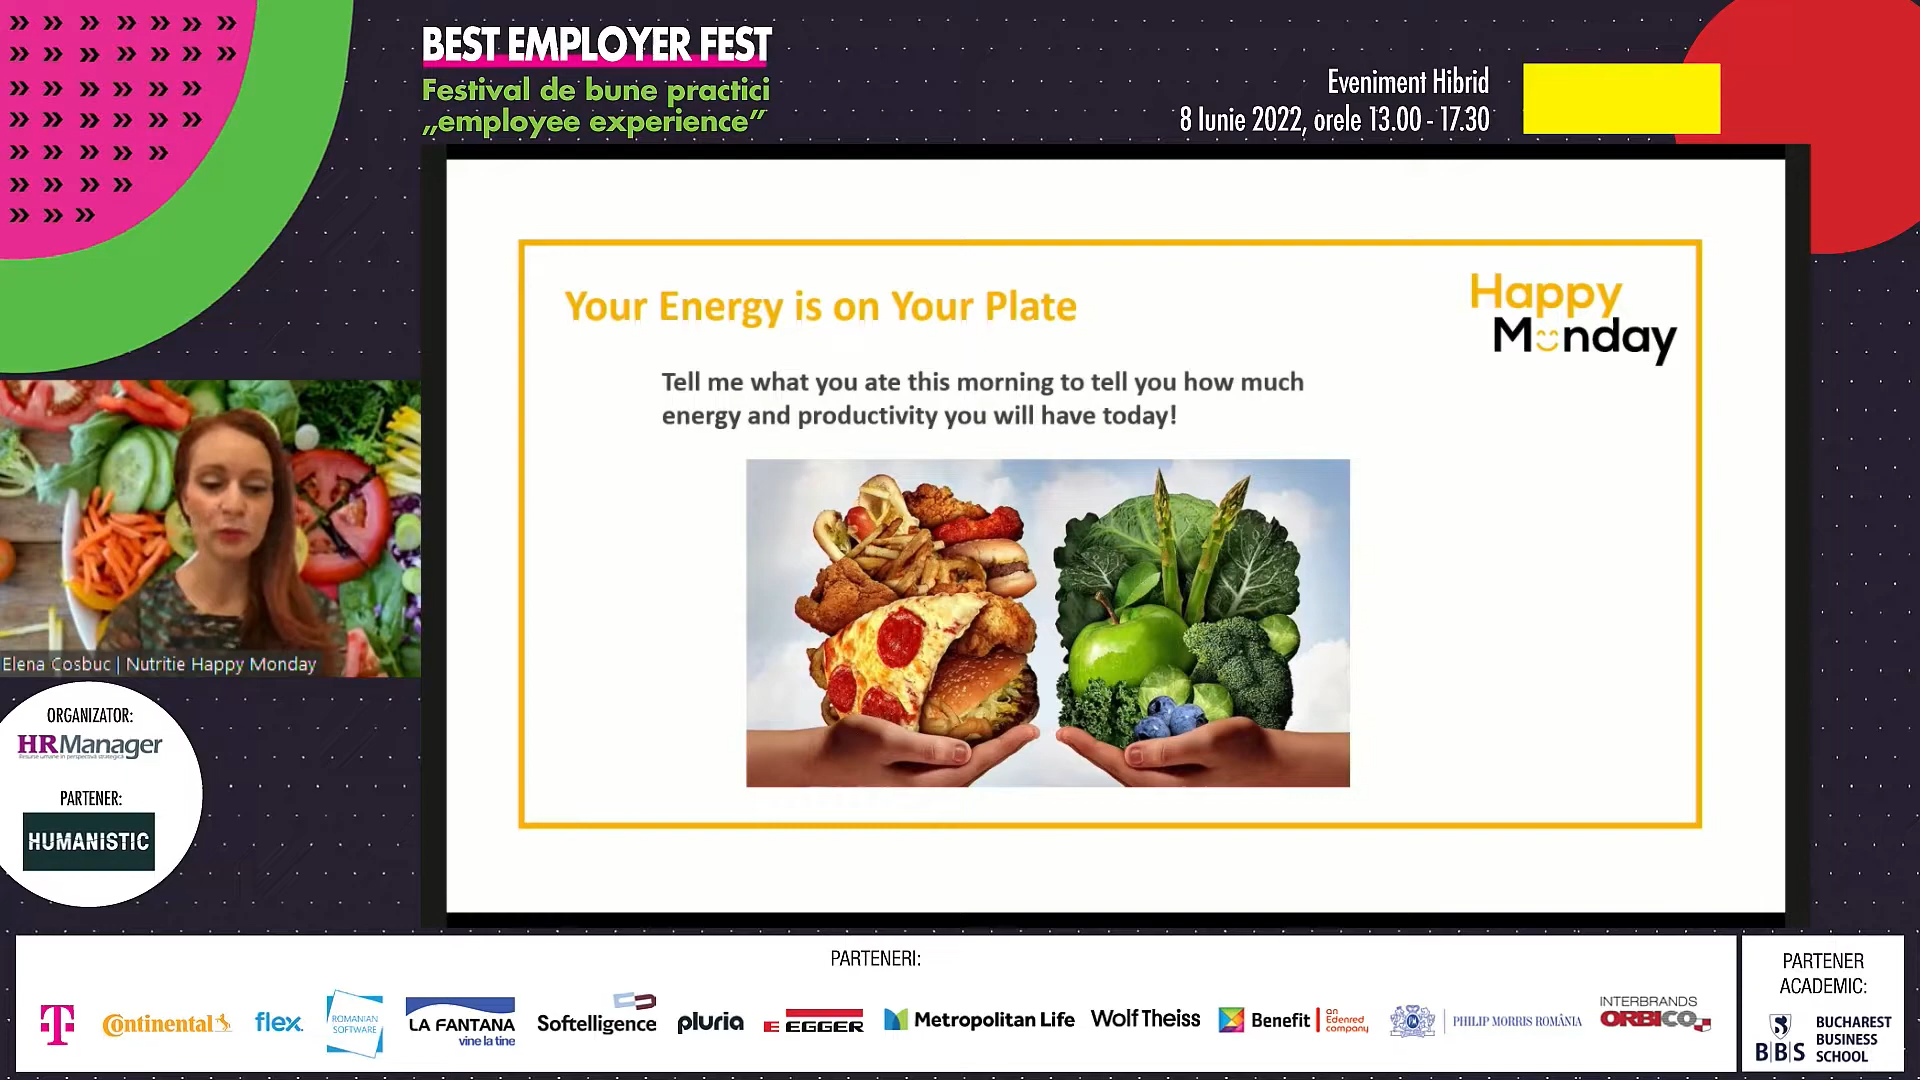 BEST EMPLOYER FEST
Festival de bune practici
„employee experience”
Eveniment Hibrid
8 Iunie 2022, orele 13.00 - 17.30
Your Energy is on Your Plate
Happy
Monday
Tell me what you ate this morning to tell you how much
energy and productivity you will have today!
Elena Cosbuc | Nutritie Happy Monday
ORGANIZATOR:
HRManager
Resurse umane in perspectivă strategică
PARTENER:
HUMANISTIC
PARTENERI:
T
Continental
flex.
ROMANIAN
SOFTWARE
LA FANTANA
vine la tine
Softelligence
pluria
E EGGER
Metropolitan Life
Wolf Theiss
Benefit
an
Edenred
company
PHILIP MORRIS ROMÂNIA
INTERBRANDS
ORBICO
PARTENER
ACADEMIC:
B|B|S
BUCHAREST
BUSINESS
SCHOOL